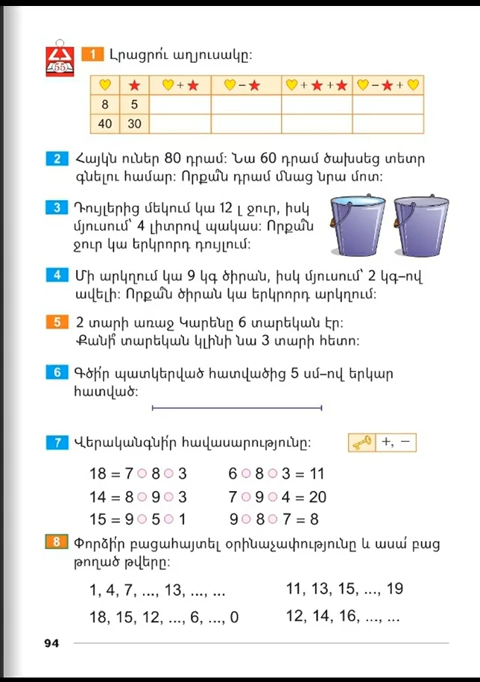 55
1 Լրացրո՛ւ աղյուսակը։
♥ ★ ♥ + ★ ♥ – ★ ♥ + ★ + ★ ♥ – ★ + ♥
8 5
40 30
2 Հայկն ուներ 80 դրամ։ Նա 60 դրամ ծախսեց տետր
գնելու համար։ Որքա՞ն դրամ մնաց նրա մոտ։
3 Դույլերից մեկում կա 12 լ ջուր, իսկ
մյուսում՝ 4 լիտրով պակաս։ Որքա՞ն
ջուր կա երկրորդ դույլում։
4 Մի արկղում կա 9 կգ ծիրան, իսկ մյուսում՝ 2 կգ–ով
ավելի։ Որքա՞ն ծիրան կա երկրորդ արկղում։
5 2 տարի առաջ Կարենը 6 տարեկան էր։
Քանի՞ տարեկան կլինի նա 3 տարի հետո։
6 Գծի՛ր պատկերված հատվածից 5 սմ–ով երկար
հատված։
7 Վերականգնի՛ր հավասարությունը։ +, –
18 = 7 ○ 8 ○ 3 6 ○ 8 ○ 3 = 11
14 = 8 ○ 9 ○ 3 7 ○ 9 ○ 4 = 20
15 = 9 ○ 5 ○ 1 9 ○ 8 ○ 7 = 8
8 Փորձի՛ր բացահայտել օրինաչափությունը և ասա՛ բաց
թողած թվերը։
1, 4, 7, ..., 13, ..., ... 11, 13, 15, ..., 19
18, 15, 12, ..., 6, ..., 0 12, 14, 16, ..., ...
94